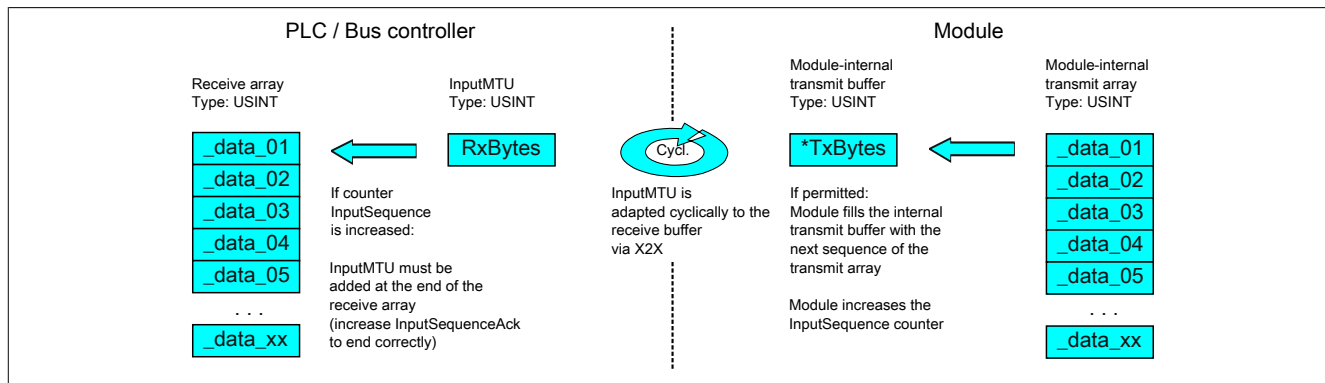 PLC / Bus controller
Module
Receive array
Type: USINT
InputMTU
Type: USINT
Module-internal
transmit buffer
Type: USINT
Module-internal
transmit array
Type: USINT
_data_01
_data_02
_data_03
_data_04
_data_05
. . .
_data_xx
RxBytes
If counter
InputSequence
is increased:
InputMTU must be
added at the end of the
receive array
(increase InputSequenceAck
to end correctly)
Cycl.
InputMTU is
adapted cyclically to the
receive buffer
via X2X
*TxBytes
If permitted:
Module fills the internal
transmit buffer with the
next sequence of the
transmit array
Module increases the
InputSequence counter
_data_01
_data_02
_data_03
_data_04
_data_05
. . .
_data_xx